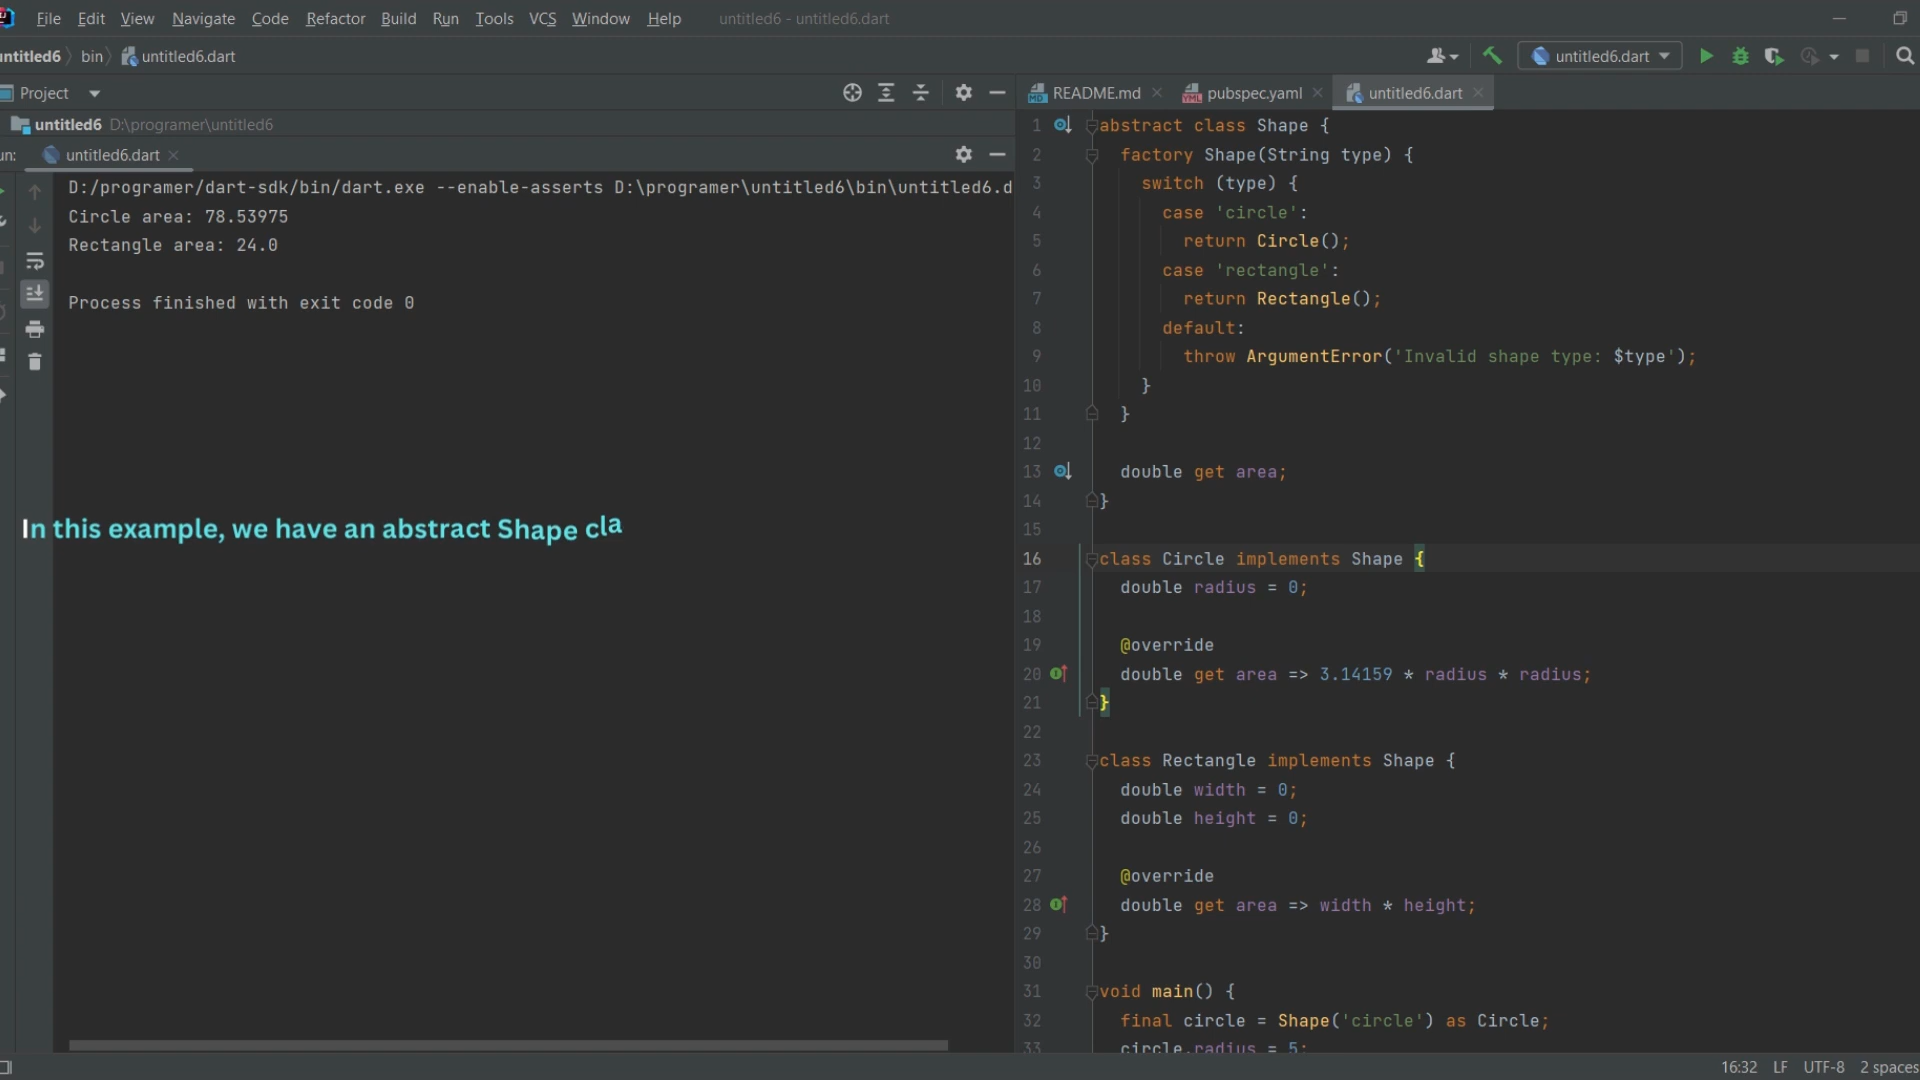 File Edit View Navigate Code Refactor Build Run Tools VCS Window Help untitled6 - untitled6.dart
untitled6 bin untitled6.dart
untitled6.dart
Project
README.md pubspec.yaml untitled6.dart
untitled6 D:\programer\untitled6
un: untitled6.dart
D:/programer/dart-sdk/bin/dart.exe --enable-asserts D:\programer\untitled6\bin\untitled6.d
Circle area: 78.53975
Rectangle area: 24.0
Process finished with exit code 0
In this example, we have an abstract Shape cla
1 abstract class Shape {
2 factory Shape(String type) {
3 switch (type) {
4 case 'circle':
5 return Circle();
6 case 'rectangle':
7 return Rectangle();
8 default:
9 throw ArgumentError('Invalid shape type: $type');
10 }
11 }
12
13 double get area;
14 }
15
16 class Circle implements Shape {
17 double radius = 0;
18
19 @override
20 double get area => 3.14159 * radius * radius;
21 }
22
23 class Rectangle implements Shape {
24 double width = 0;
25 double height = 0;
26
27 @override
28 double get area => width * height;
29 }
30
31 void main() {
32 final circle = Shape('circle') as Circle;
33 circle.radius = 5;
16:32 LF UTF-8 2 spaces